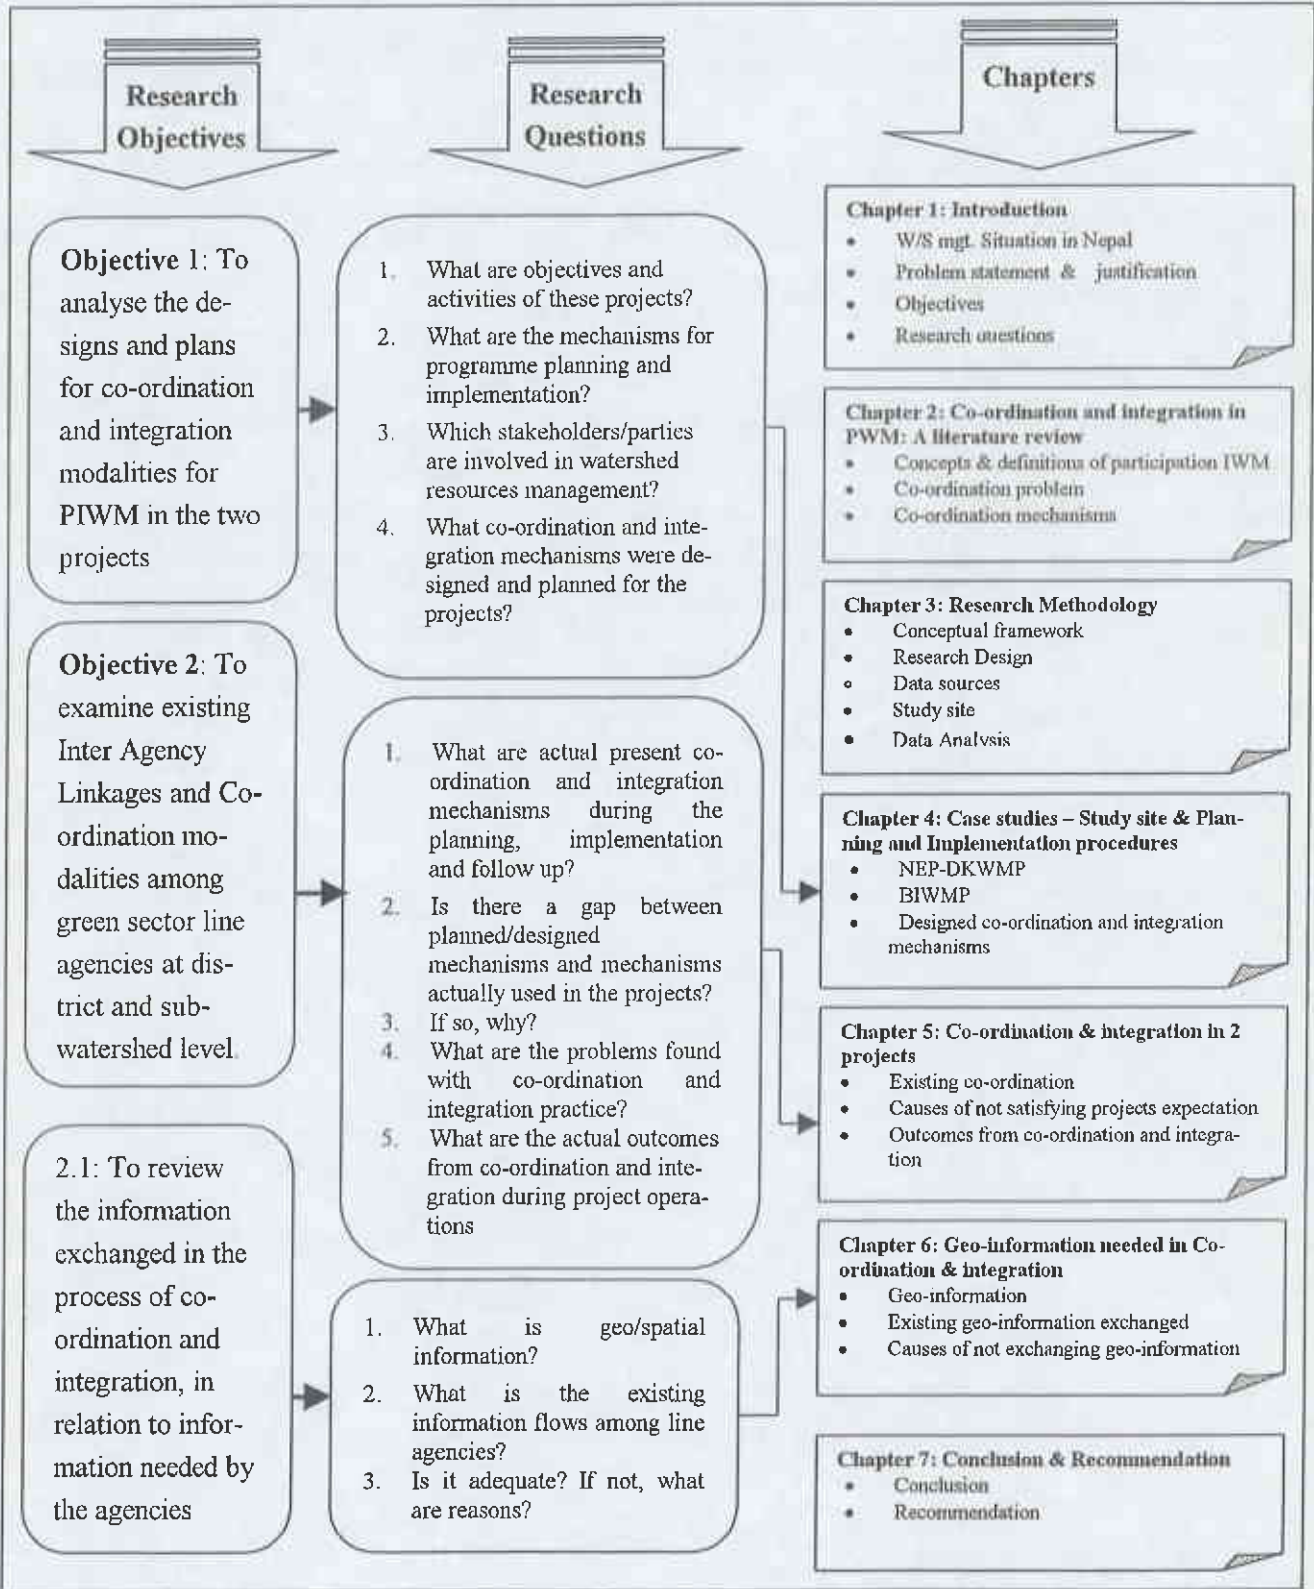 Research
Objectives
Research
Questions
Chapters
Objective 1: To
analyse the de-
signs and plans
for co-ordination
and integration
modalities for
PIWM in the two
projects
Objective 2: To
examine existing
Inter Agency
Linkages and Co-
ordination mo-
dalities among
green sector line
agencies at dis-
trict and sub-
watershed level.
2.1: To review
the information
exchanged in the
process of co-
ordination and
integration, in
relation to infor-
mation needed by
the agencies
1. What are objectives and
activities of these projects?
2. What are the mechanisms for
programme planning and
implementation?
3. Which stakeholders/parties
are involved in watershed
resources management?
4. What co-ordination and inte-
gration mechanisms were de-
signed and planned for the
projects?
1. What are actual present co-
ordination and integration
mechanisms during the
planning, implementation
and follow up?
2. Is there a gap between
planned/designed
mechanisms and mechanisms
actually used in the projects?
3. If so, why?
4. What are the problems found
with co-ordination and
integration practice?
5. What are the actual outcomes
from co-ordination and inte-
gration during project opera-
tions
1. What is geo/spatial
information?
2. What is the existing
information flows among line
agencies?
3. Is it adequate? If not, what
are reasons?
Chapter 1: Introduction
• W/S mgt. Situation in Nepal
• Problem statement & justification
• Objectives
• Research questions
Chapter 2: Co-ordination and integration in
PWM: A literature review
• Concepts & definitions of participation IWM
• Co-ordination problem
• Co-ordination mechanisms
Chapter 3: Research Methodology
• Conceptual framework
• Research Design
• Data sources
• Study site
• Data Analysis
Chapter 4: Case studies – Study site & Plan-
ning and Implementation procedures
• NEP-DKWMP
• BIWMP
• Designed co-ordination and integration
mechanisms
Chapter 5: Co-ordination & integration in 2
projects
• Existing co-ordination
• Causes of not satisfying projects expectation
• Outcomes from co-ordination and integra-
tion
Chapter 6: Geo-information needed in Co-
ordination & integration
• Geo-information
• Existing geo-information exchanged
• Causes of not exchanging geo-information
Chapter 7: Conclusion & Recommendation
• Conclusion
• Recommendation